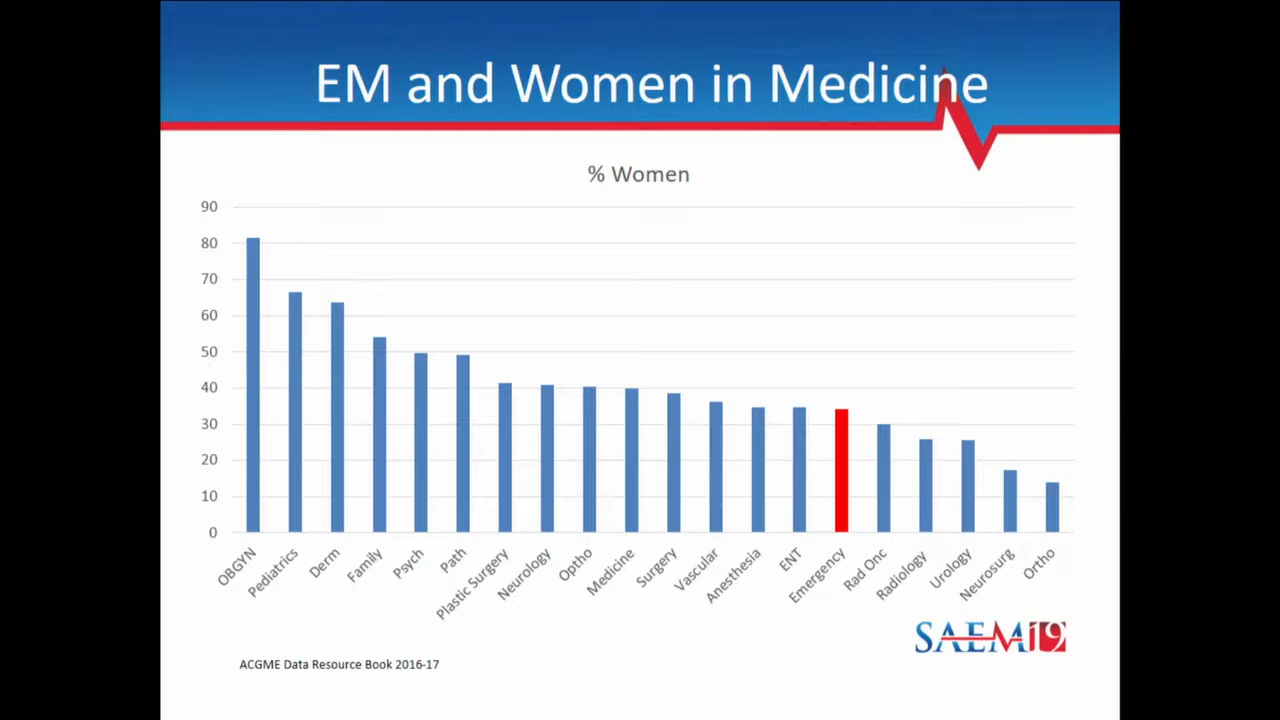 EM and Women in Medicine
% Women
90
80
70
60
50
40
30
20
10
0
OBGYN
Pediatrics
Derm
Family
Psych
Path
Plastic Surgery
Neurology
Optho
Medicine
Surgery
Vascular
Anesthesia
ENT
Emergency
Rad Onc
Radiology
Urology
Neurosurg
Ortho
SAEM19
ACGME Data Resource Book 2016-17